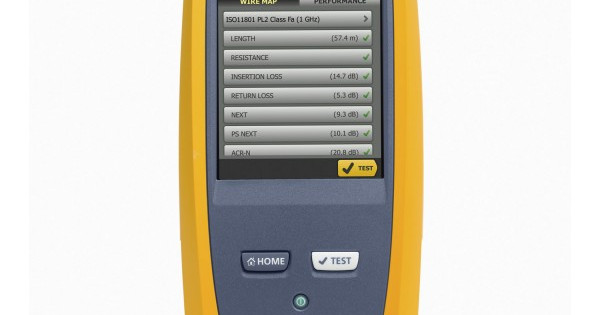 WIRE MAP PERFORMANCE
ISO11801 PL2 Class Fa (1 GHz)
LENGTH (57.4 m)
RESISTANCE
INSERTION LOSS (14.7 dB)
RETURN LOSS (5.3 dB)
NEXT (9.3 dB)
PS NEXT (10.1 dB)
ACR-N (20.8 dB)
TEST
HOME TEST